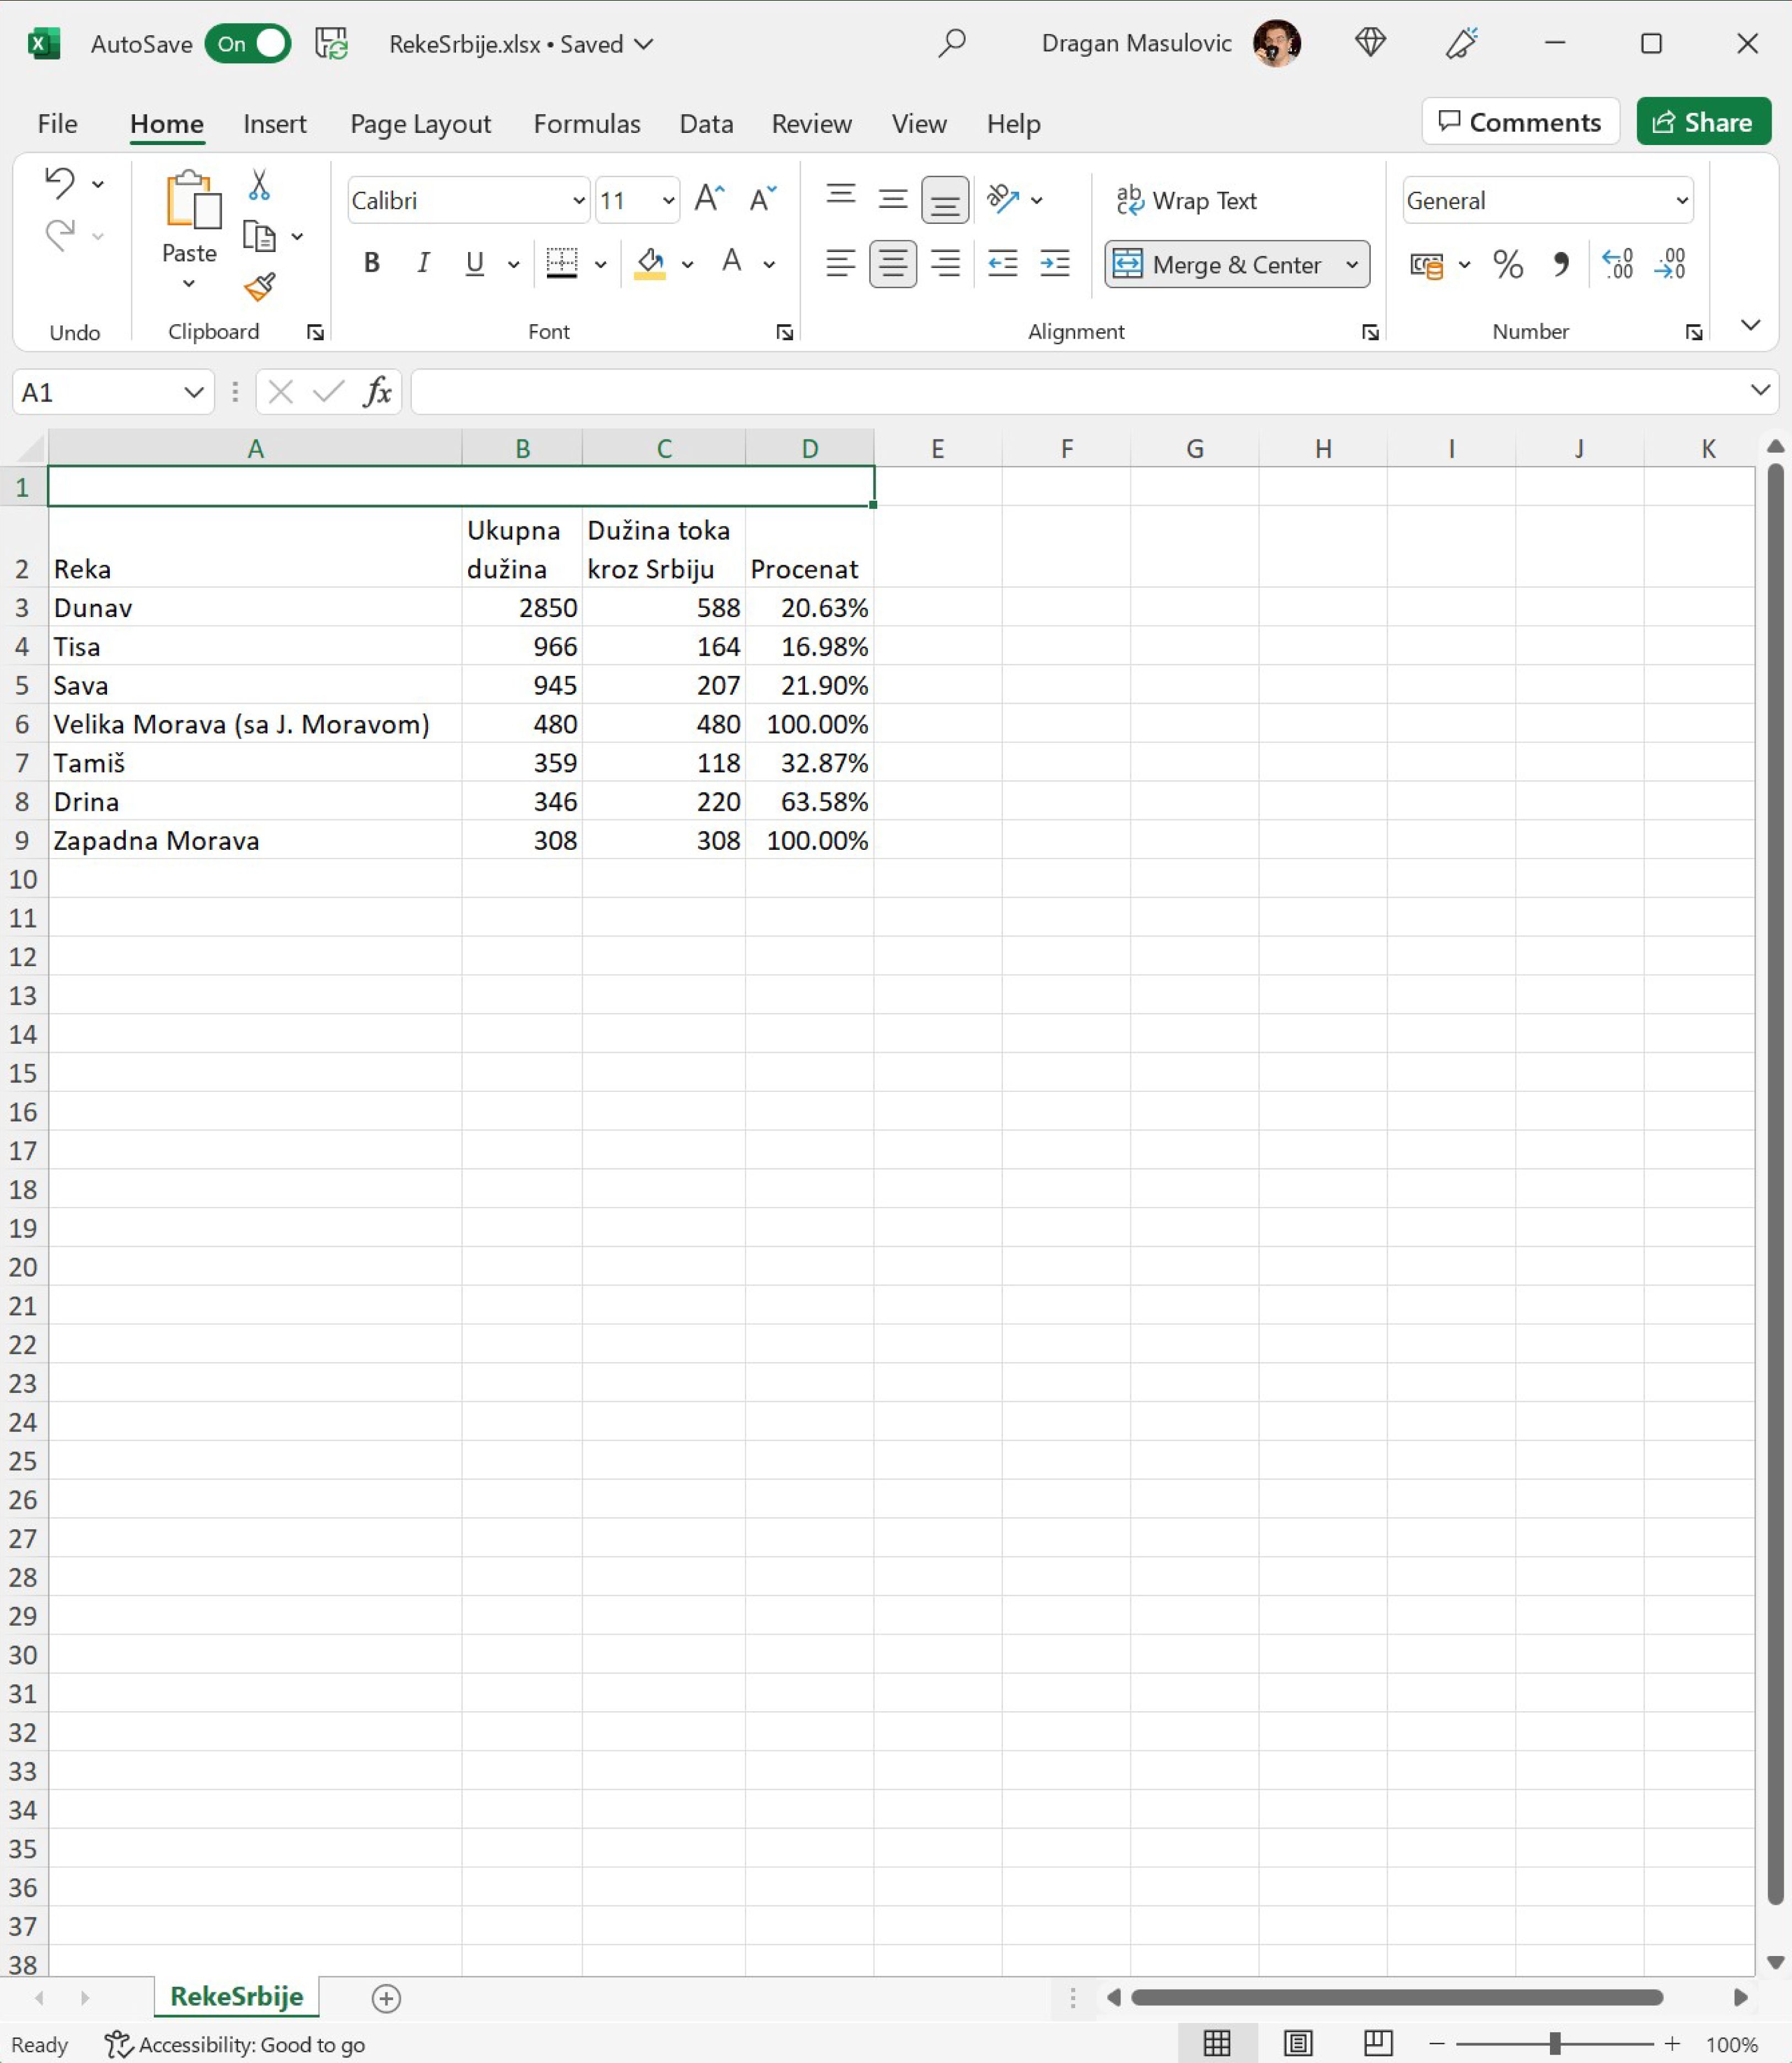 AutoSave On RekeSrbije.xlsx • Saved Dragan Masulovic
File Home Insert Page Layout Formulas Data Review View Help Comments Share
Paste Calibri 11 Wrap Text General
B I U A Merge & Center % 
Undo Clipboard Font Alignment Number
A1 fx
A B C D E F G H I J K
1
2 Reka Ukupna dužina Dužina toka kroz Srbiju Procenat
3 Dunav 2850 588 20.63%
4 Tisa 966 164 16.98%
5 Sava 945 207 21.90%
6 Velika Morava (sa J. Moravom) 480 480 100.00%
7 Tamiš 359 118 32.87%
8 Drina 346 220 63.58%
9 Zapadna Morava 308 308 100.00%
10
11
12
13
14
15
16
17
18
19
20
21
22
23
24
25
26
27
28
29
30
31
32
33
34
35
36
37
38
RekeSrbije
Ready Accessibility: Good to go 100%